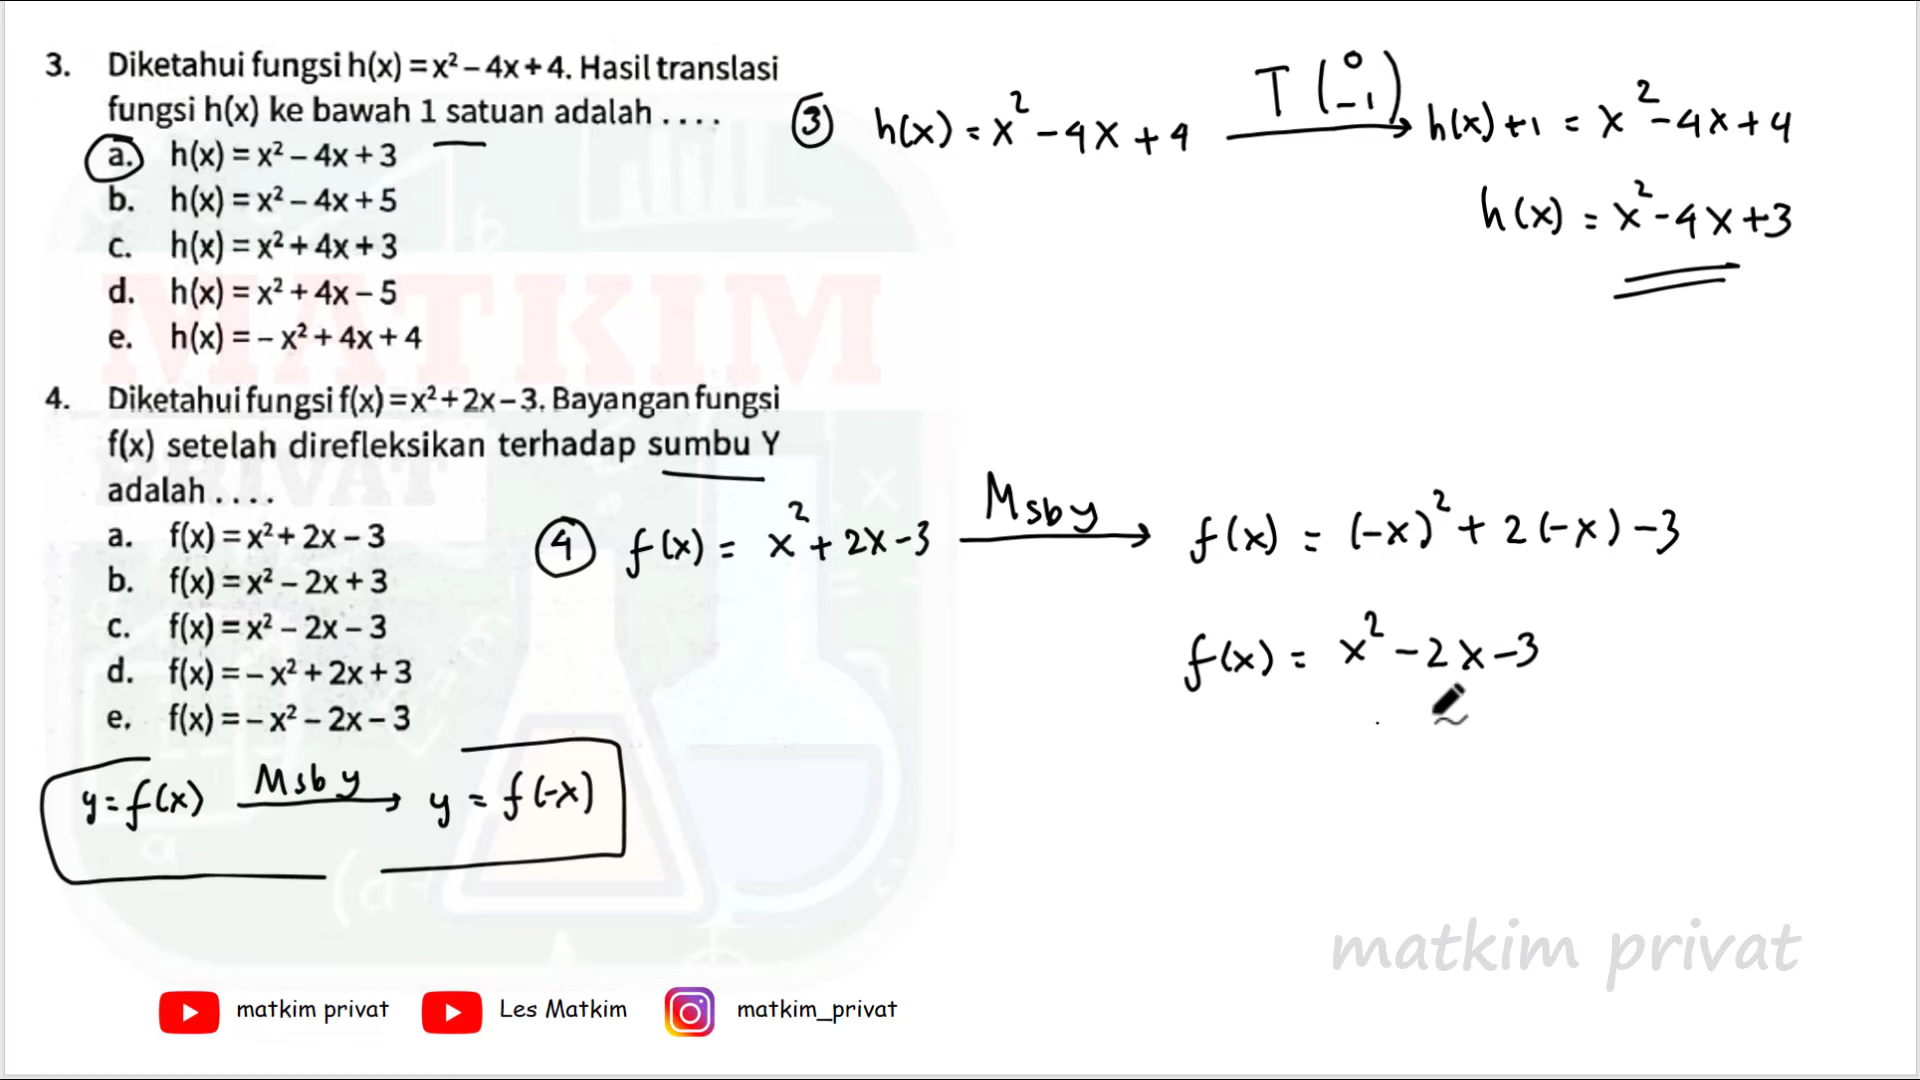 3. Diketahui fungsi h(x) = x² – 4x + 4. Hasil translasi
fungsi h(x) ke bawah 1 satuan adalah . . . .
a. h(x) = x² – 4x + 3
b. h(x) = x² – 4x + 5
c. h(x) = x² + 4x + 3
d. h(x) = x² + 4x – 5
e. h(x) = – x² + 4x + 4
③ h(x) = x² - 4x + 4 T(0 -1) → h(x) + 1 = x² - 4x + 4
h(x) = x² - 4x + 3
4. Diketahui fungsi f(x) = x² + 2x – 3. Bayangan fungsi
f(x) setelah direfleksikan terhadap sumbu Y
adalah . . . .
a. f(x) = x² + 2x – 3
b. f(x) = x² – 2x + 3
c. f(x) = x² – 2x – 3
d. f(x) = – x² + 2x + 3
e. f(x) = – x² – 2x – 3
④ f(x) = x² + 2x - 3 Msby → f(x) = (-x)² + 2(-x) - 3
f(x) = x² - 2x - 3
y = f(x) Msby → y = f(-x)
MATKIM
PRIVAT
matkim privat
matkim privat Les Matkim matkim_privat